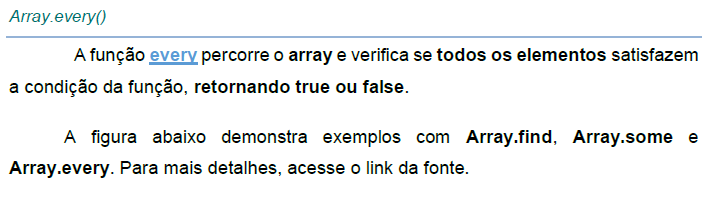 Array.every()
A função every percorre o array e verifica se todos os elementos satisfazem
a condição da função, retornando true ou false.
A figura abaixo demonstra exemplos com Array.find, Array.some e
Array.every. Para mais detalhes, acesse o link da fonte.